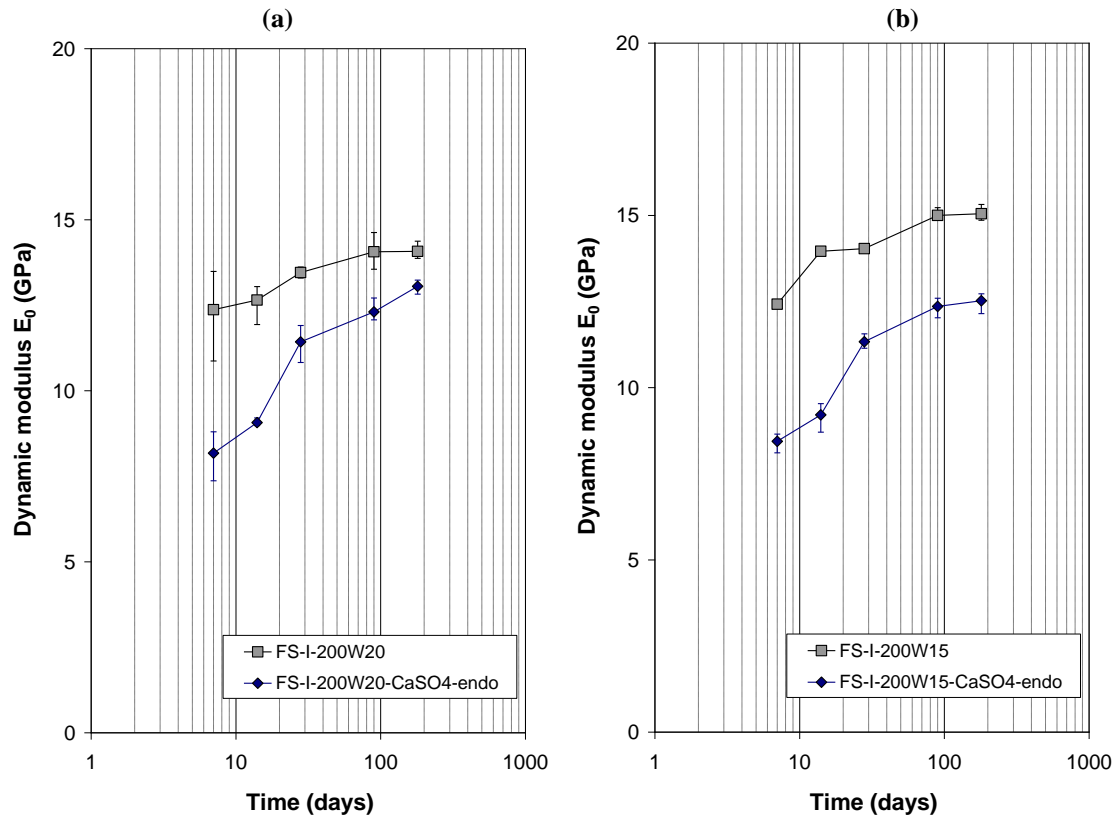 (a)
20
15
10
5
0
Dynamic modulus E₀ (GPa)
FS-I-200W20
FS-I-200W20-CaSO4-endo
1 10 100 1000
Time (days)
(b)
20
15
10
5
0
Dynamic modulus E₀ (GPa)
FS-I-200W15
FS-I-200W15-CaSO4-endo
1 10 100 1000
Time (days)